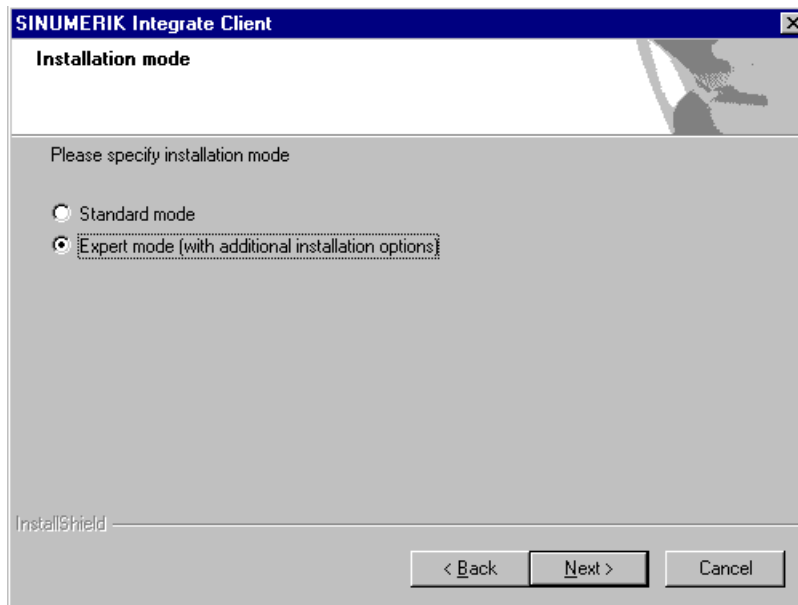 SINUMERIK Integrate Client
Installation mode
Please specify installation mode
Standard mode
Expert mode (with additional installation options)
InstallShield
< Back Next > Cancel